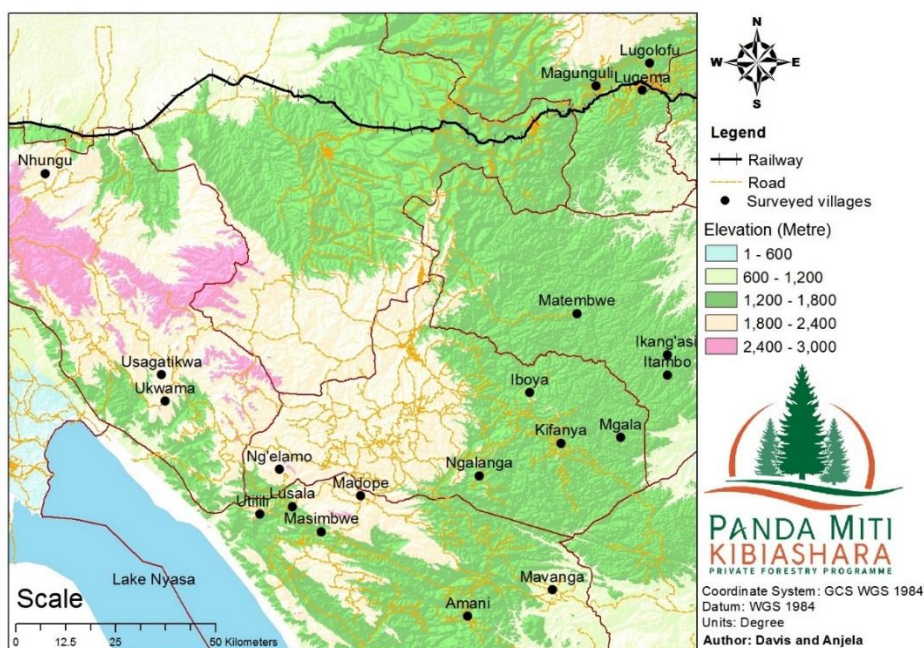 Lugolofu
Magunguli
Lugema
Nhungu
Matembwe
Ikang'asi
Itambo
Usagatikwa
Ukwama
Iboya
Kifanya
Mgala
Ng'elamo
Ngalanga
Madope
Lusala
Utilili
Masimbwe
Lake Nyasa
Mavanga
Amani
Scale
0 12.5 25 50 Kilometers
N
W E
S
Legend
Railway
Road
Surveyed villages
Elevation (Metre)
1 - 600
600 - 1,200
1,200 - 1,800
1,800 - 2,400
2,400 - 3,000
PANDA MITI
KIBIASHARA
PRIVATE FORESTRY PROGRAMME
Coordinate System: GCS WGS 1984
Datum: WGS 1984
Units: Degree
Author: Davis and Anjela